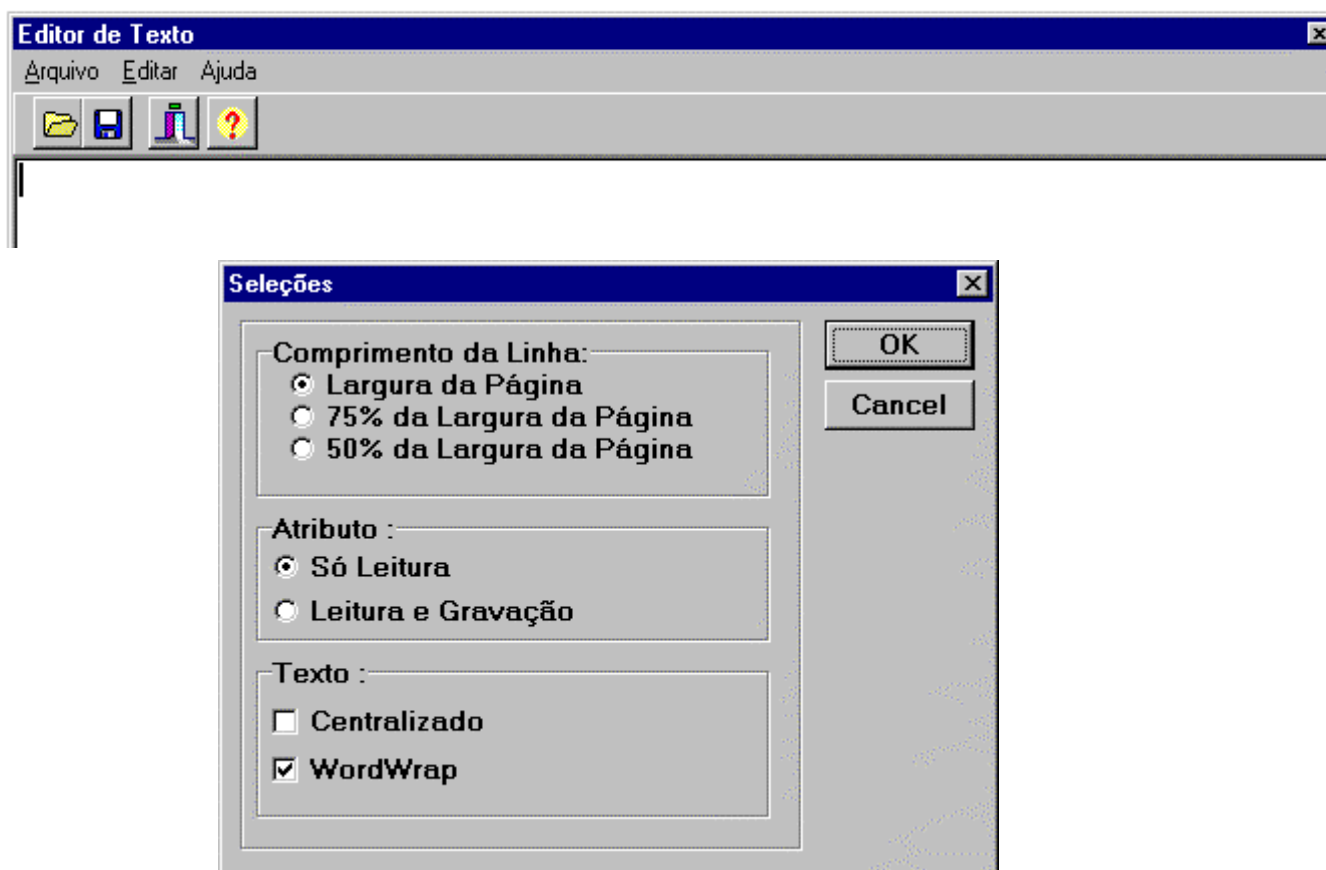 Editor de Texto
Arquivo Editar Ajuda
?
Seleções
Comprimento da Linha:
Largura da Página
75% da Largura da Página
50% da Largura da Página
OK
Cancel
Atributo :
Só Leitura
Leitura e Gravação
Texto :
Centralizado
WordWrap